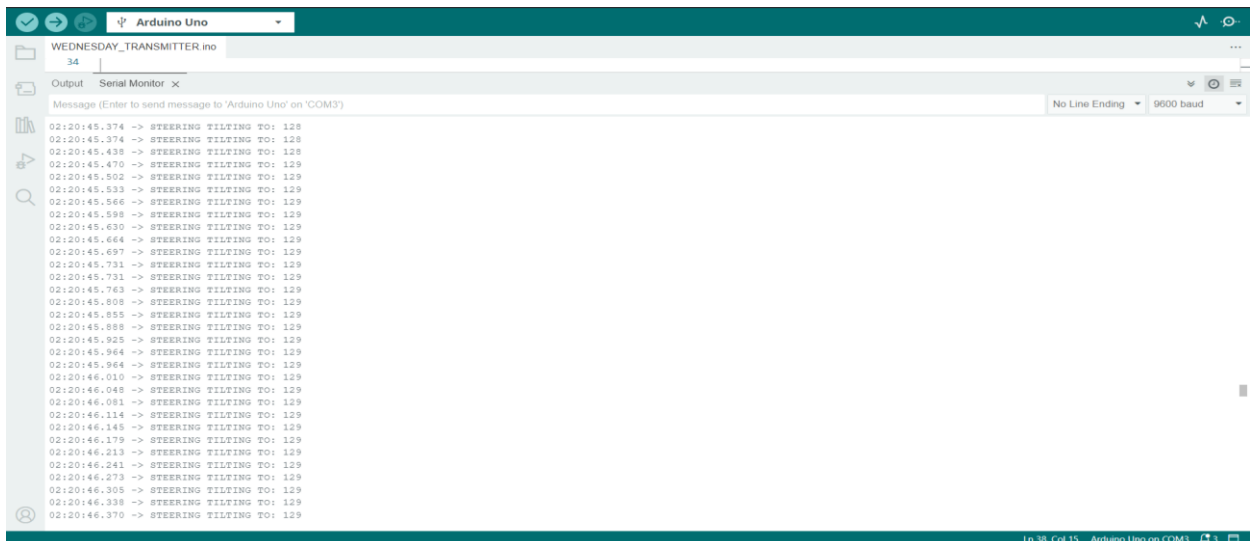 Arduino Uno
WEDNESDAY_TRANSMITTER.ino
34
Output Serial Monitor
Message (Enter to send message to 'Arduino Uno' on 'COM3')
No Line Ending 9600 baud
02:20:45.374 -> STEERING TILTING TO: 128
02:20:45.374 -> STEERING TILTING TO: 128
02:20:45.438 -> STEERING TILTING TO: 128
02:20:45.470 -> STEERING TILTING TO: 129
02:20:45.502 -> STEERING TILTING TO: 129
02:20:45.533 -> STEERING TILTING TO: 129
02:20:45.566 -> STEERING TILTING TO: 129
02:20:45.598 -> STEERING TILTING TO: 129
02:20:45.630 -> STEERING TILTING TO: 129
02:20:45.664 -> STEERING TILTING TO: 129
02:20:45.697 -> STEERING TILTING TO: 129
02:20:45.731 -> STEERING TILTING TO: 129
02:20:45.731 -> STEERING TILTING TO: 129
02:20:45.763 -> STEERING TILTING TO: 129
02:20:45.808 -> STEERING TILTING TO: 129
02:20:45.855 -> STEERING TILTING TO: 129
02:20:45.888 -> STEERING TILTING TO: 129
02:20:45.925 -> STEERING TILTING TO: 129
02:20:45.964 -> STEERING TILTING TO: 129
02:20:45.964 -> STEERING TILTING TO: 129
02:20:46.010 -> STEERING TILTING TO: 129
02:20:46.048 -> STEERING TILTING TO: 129
02:20:46.081 -> STEERING TILTING TO: 129
02:20:46.114 -> STEERING TILTING TO: 129
02:20:46.145 -> STEERING TILTING TO: 129
02:20:46.179 -> STEERING TILTING TO: 129
02:20:46.213 -> STEERING TILTING TO: 129
02:20:46.241 -> STEERING TILTING TO: 129
02:20:46.273 -> STEERING TILTING TO: 129
02:20:46.305 -> STEERING TILTING TO: 129
02:20:46.338 -> STEERING TILTING TO: 129
02:20:46.370 -> STEERING TILTING TO: 129
Ln 38, Col 15 Arduino Uno on COM3 3